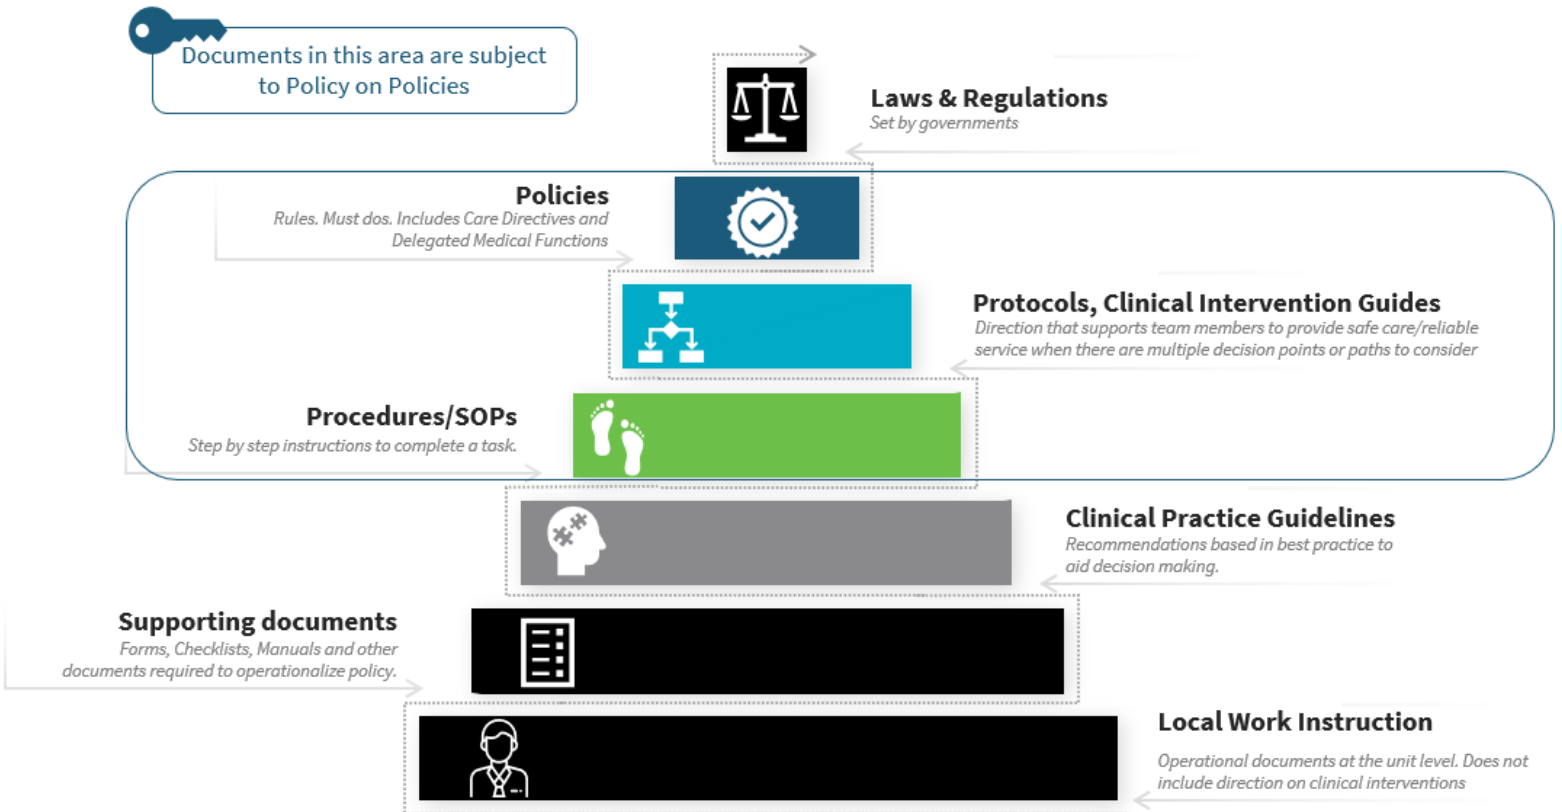 Documents in this area are subject
to Policy on Policies
Laws & Regulations
Set by governments
Policies
Rules. Must dos. Includes Care Directives and
Delegated Medical Functions
Protocols, Clinical Intervention Guides
Direction that supports team members to provide safe care/reliable
service when there are multiple decision points or paths to consider
Procedures/SOPs
Step by step instructions to complete a task.
Clinical Practice Guidelines
Recommendations based in best practice to
aid decision making.
Supporting documents
Forms, Checklists, Manuals and other
documents required to operationalize policy.
Local Work Instruction
Operational documents at the unit level. Does not
include direction on clinical interventions